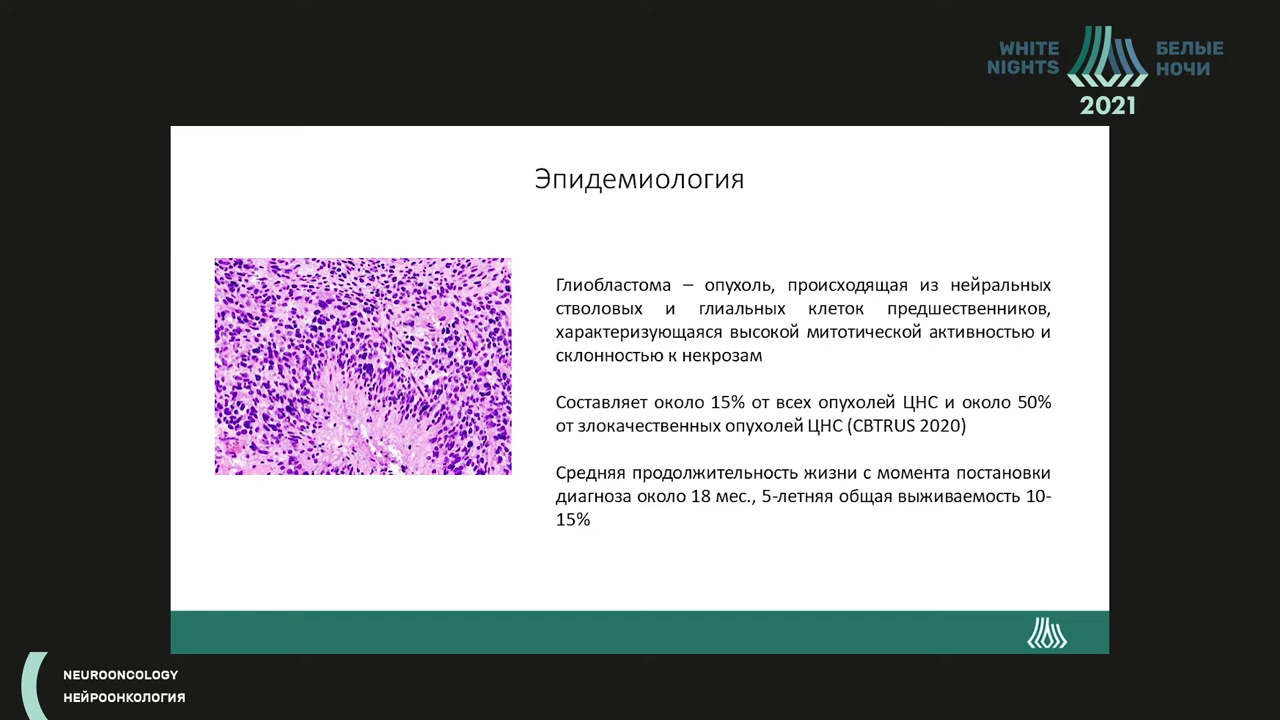 WHITE NIGHTS
БЕЛЫЕ НОЧИ
2021
Эпидемиология
Глиобластома – опухоль, происходящая из нейральных
стволовых и глиальных клеток предшественников,
характеризующаяся высокой митотической активностью и
склонностью к некрозам
Составляет около 15% от всех опухолей ЦНС и около 50%
от злокачественных опухолей ЦНС (CBTRUS 2020)
Средняя продолжительность жизни с момента постановки
диагноза около 18 мес., 5-летняя общая выживаемость 10-
15%
NEUROONCOLOGY
НЕЙРООНКОЛОГИЯ